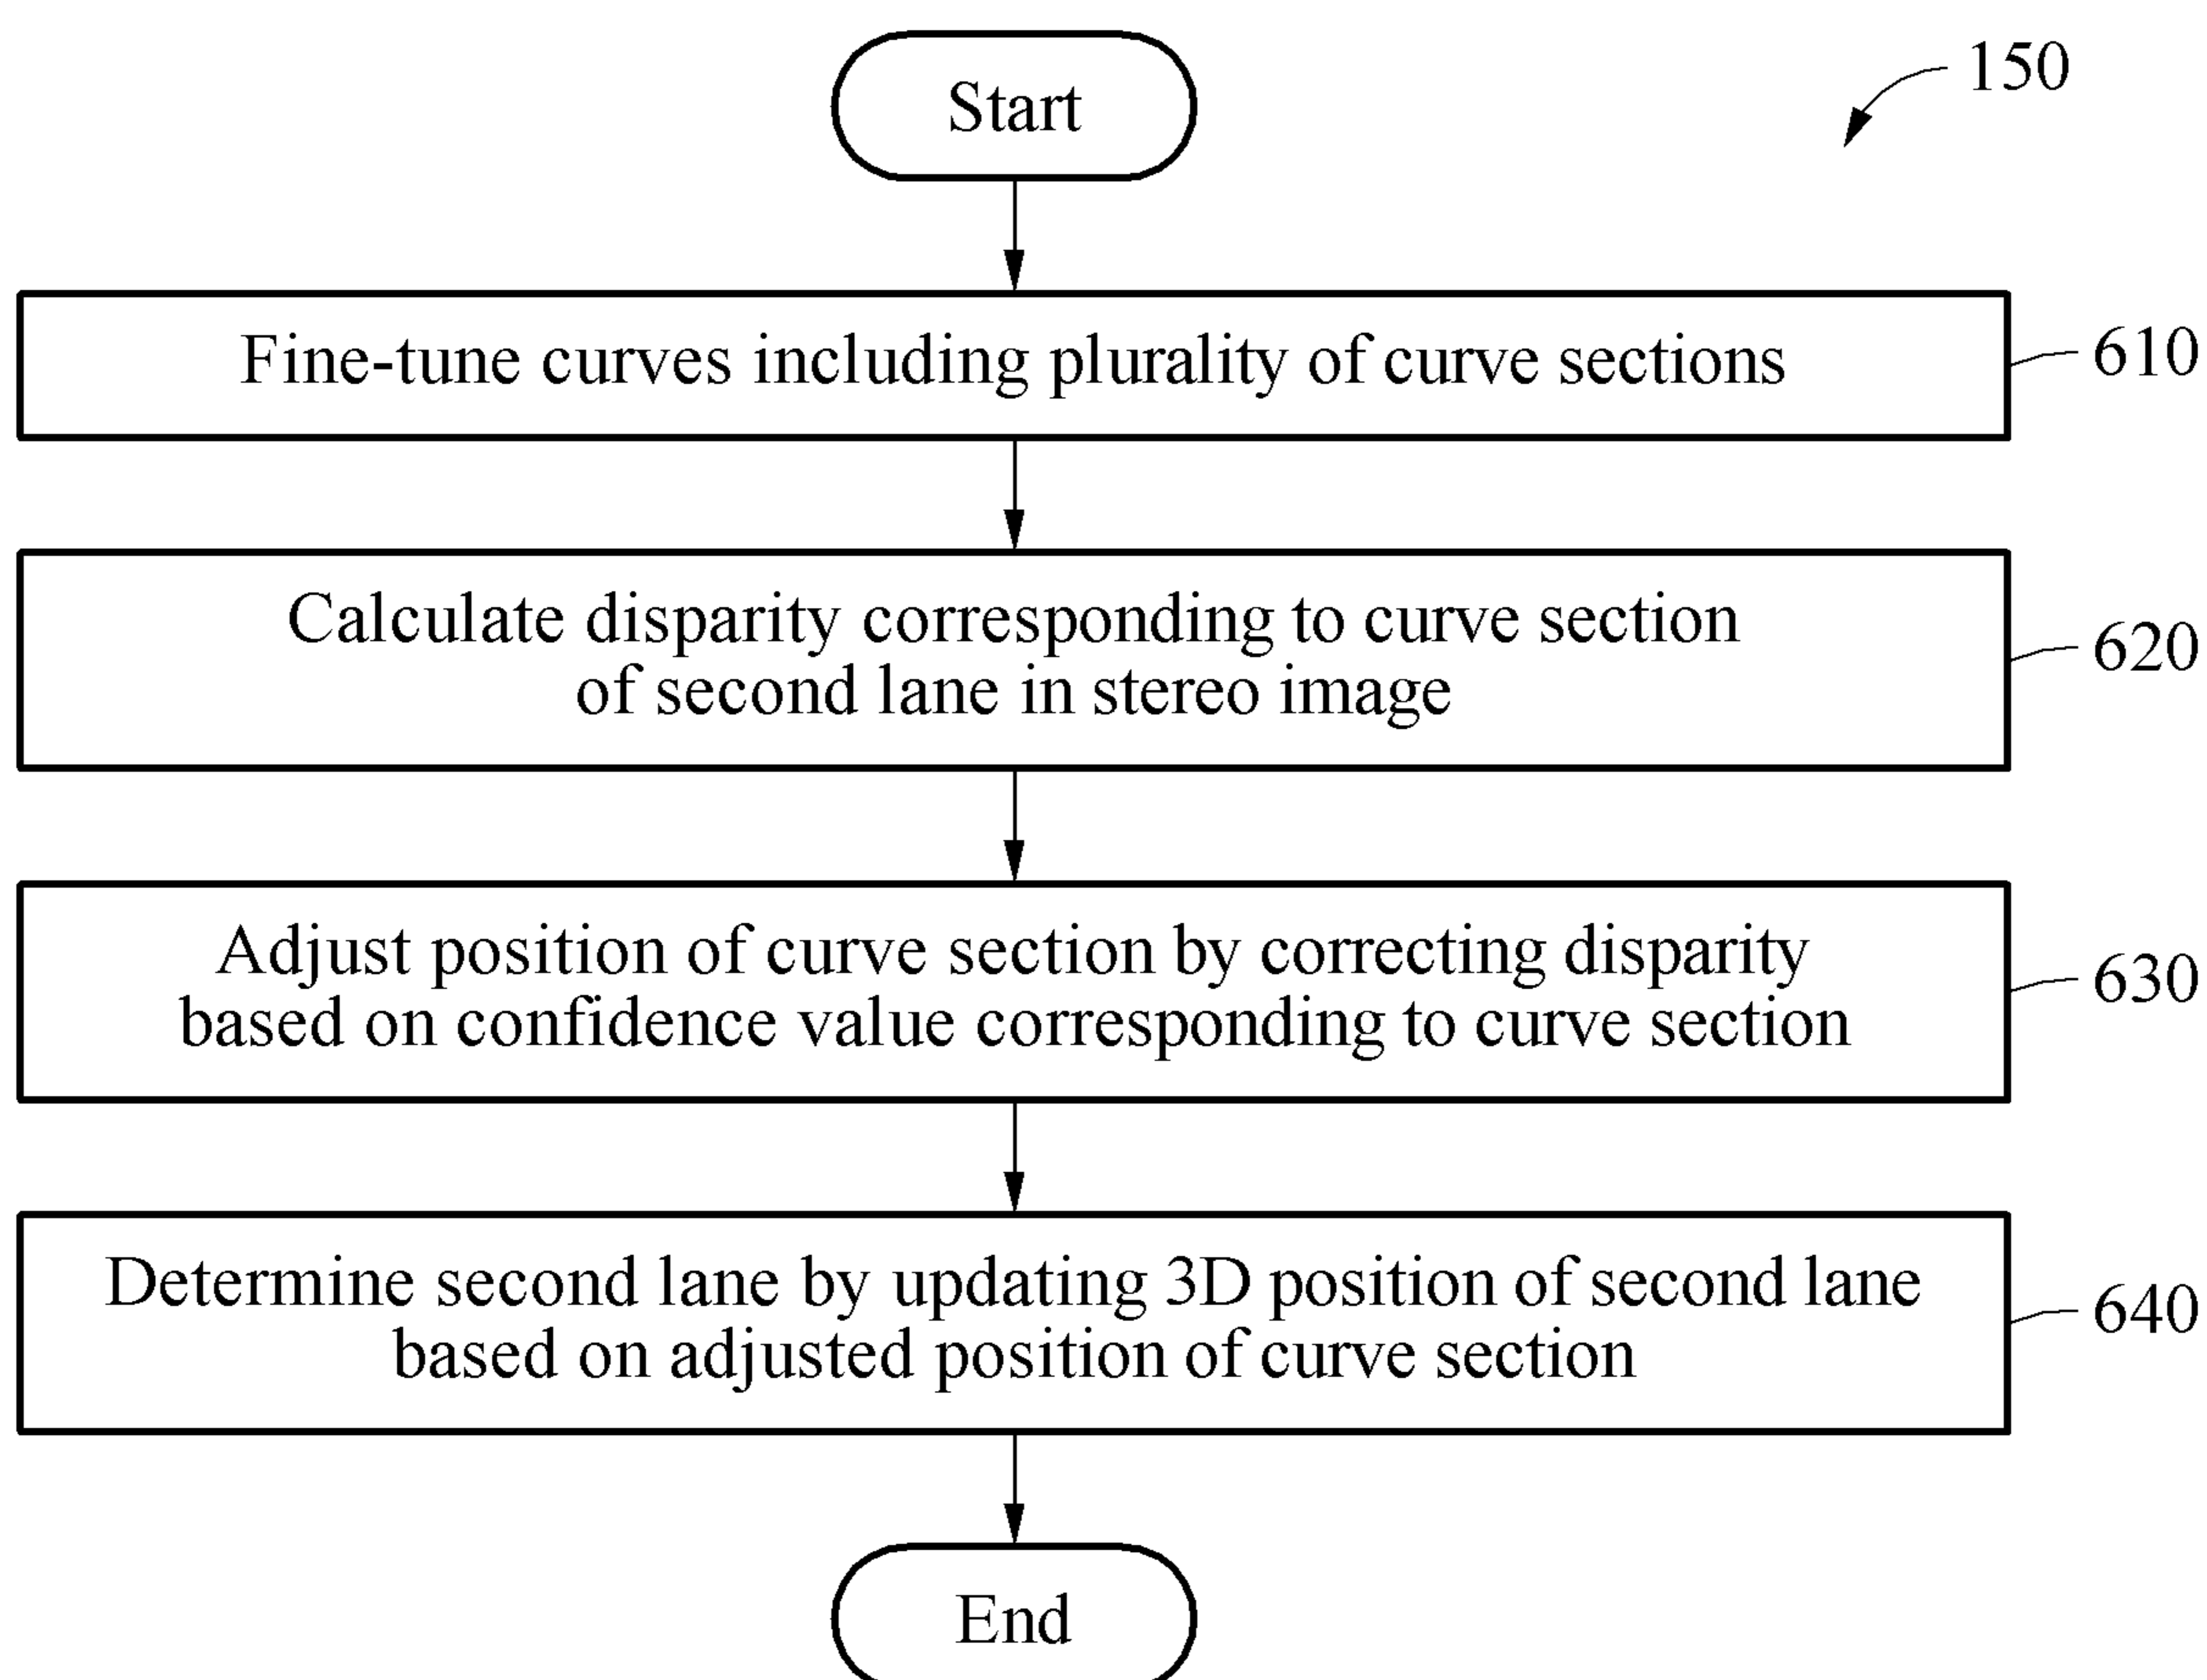 Start
150
Fine-tune curves including plurality of curve sections
610
Calculate disparity corresponding to curve section
of second lane in stereo image
620
Adjust position of curve section by correcting disparity
based on confidence value corresponding to curve section
630
Determine second lane by updating 3D position of second lane
based on adjusted position of curve section
640
End